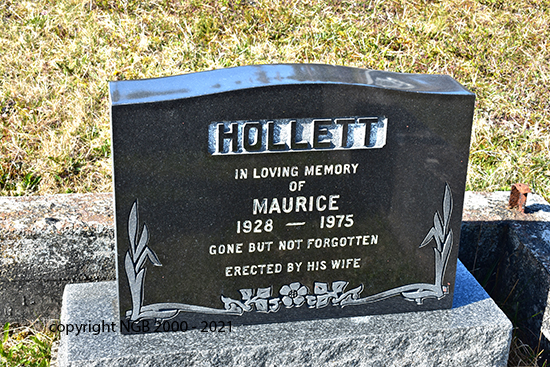 HOLLETT
IN LOVING MEMORY
OF
MAURICE
1928 — 1975
GONE BUT NOT FORGOTTEN
ERECTED BY HIS WIFE
copyright NGB 2000 - 2021